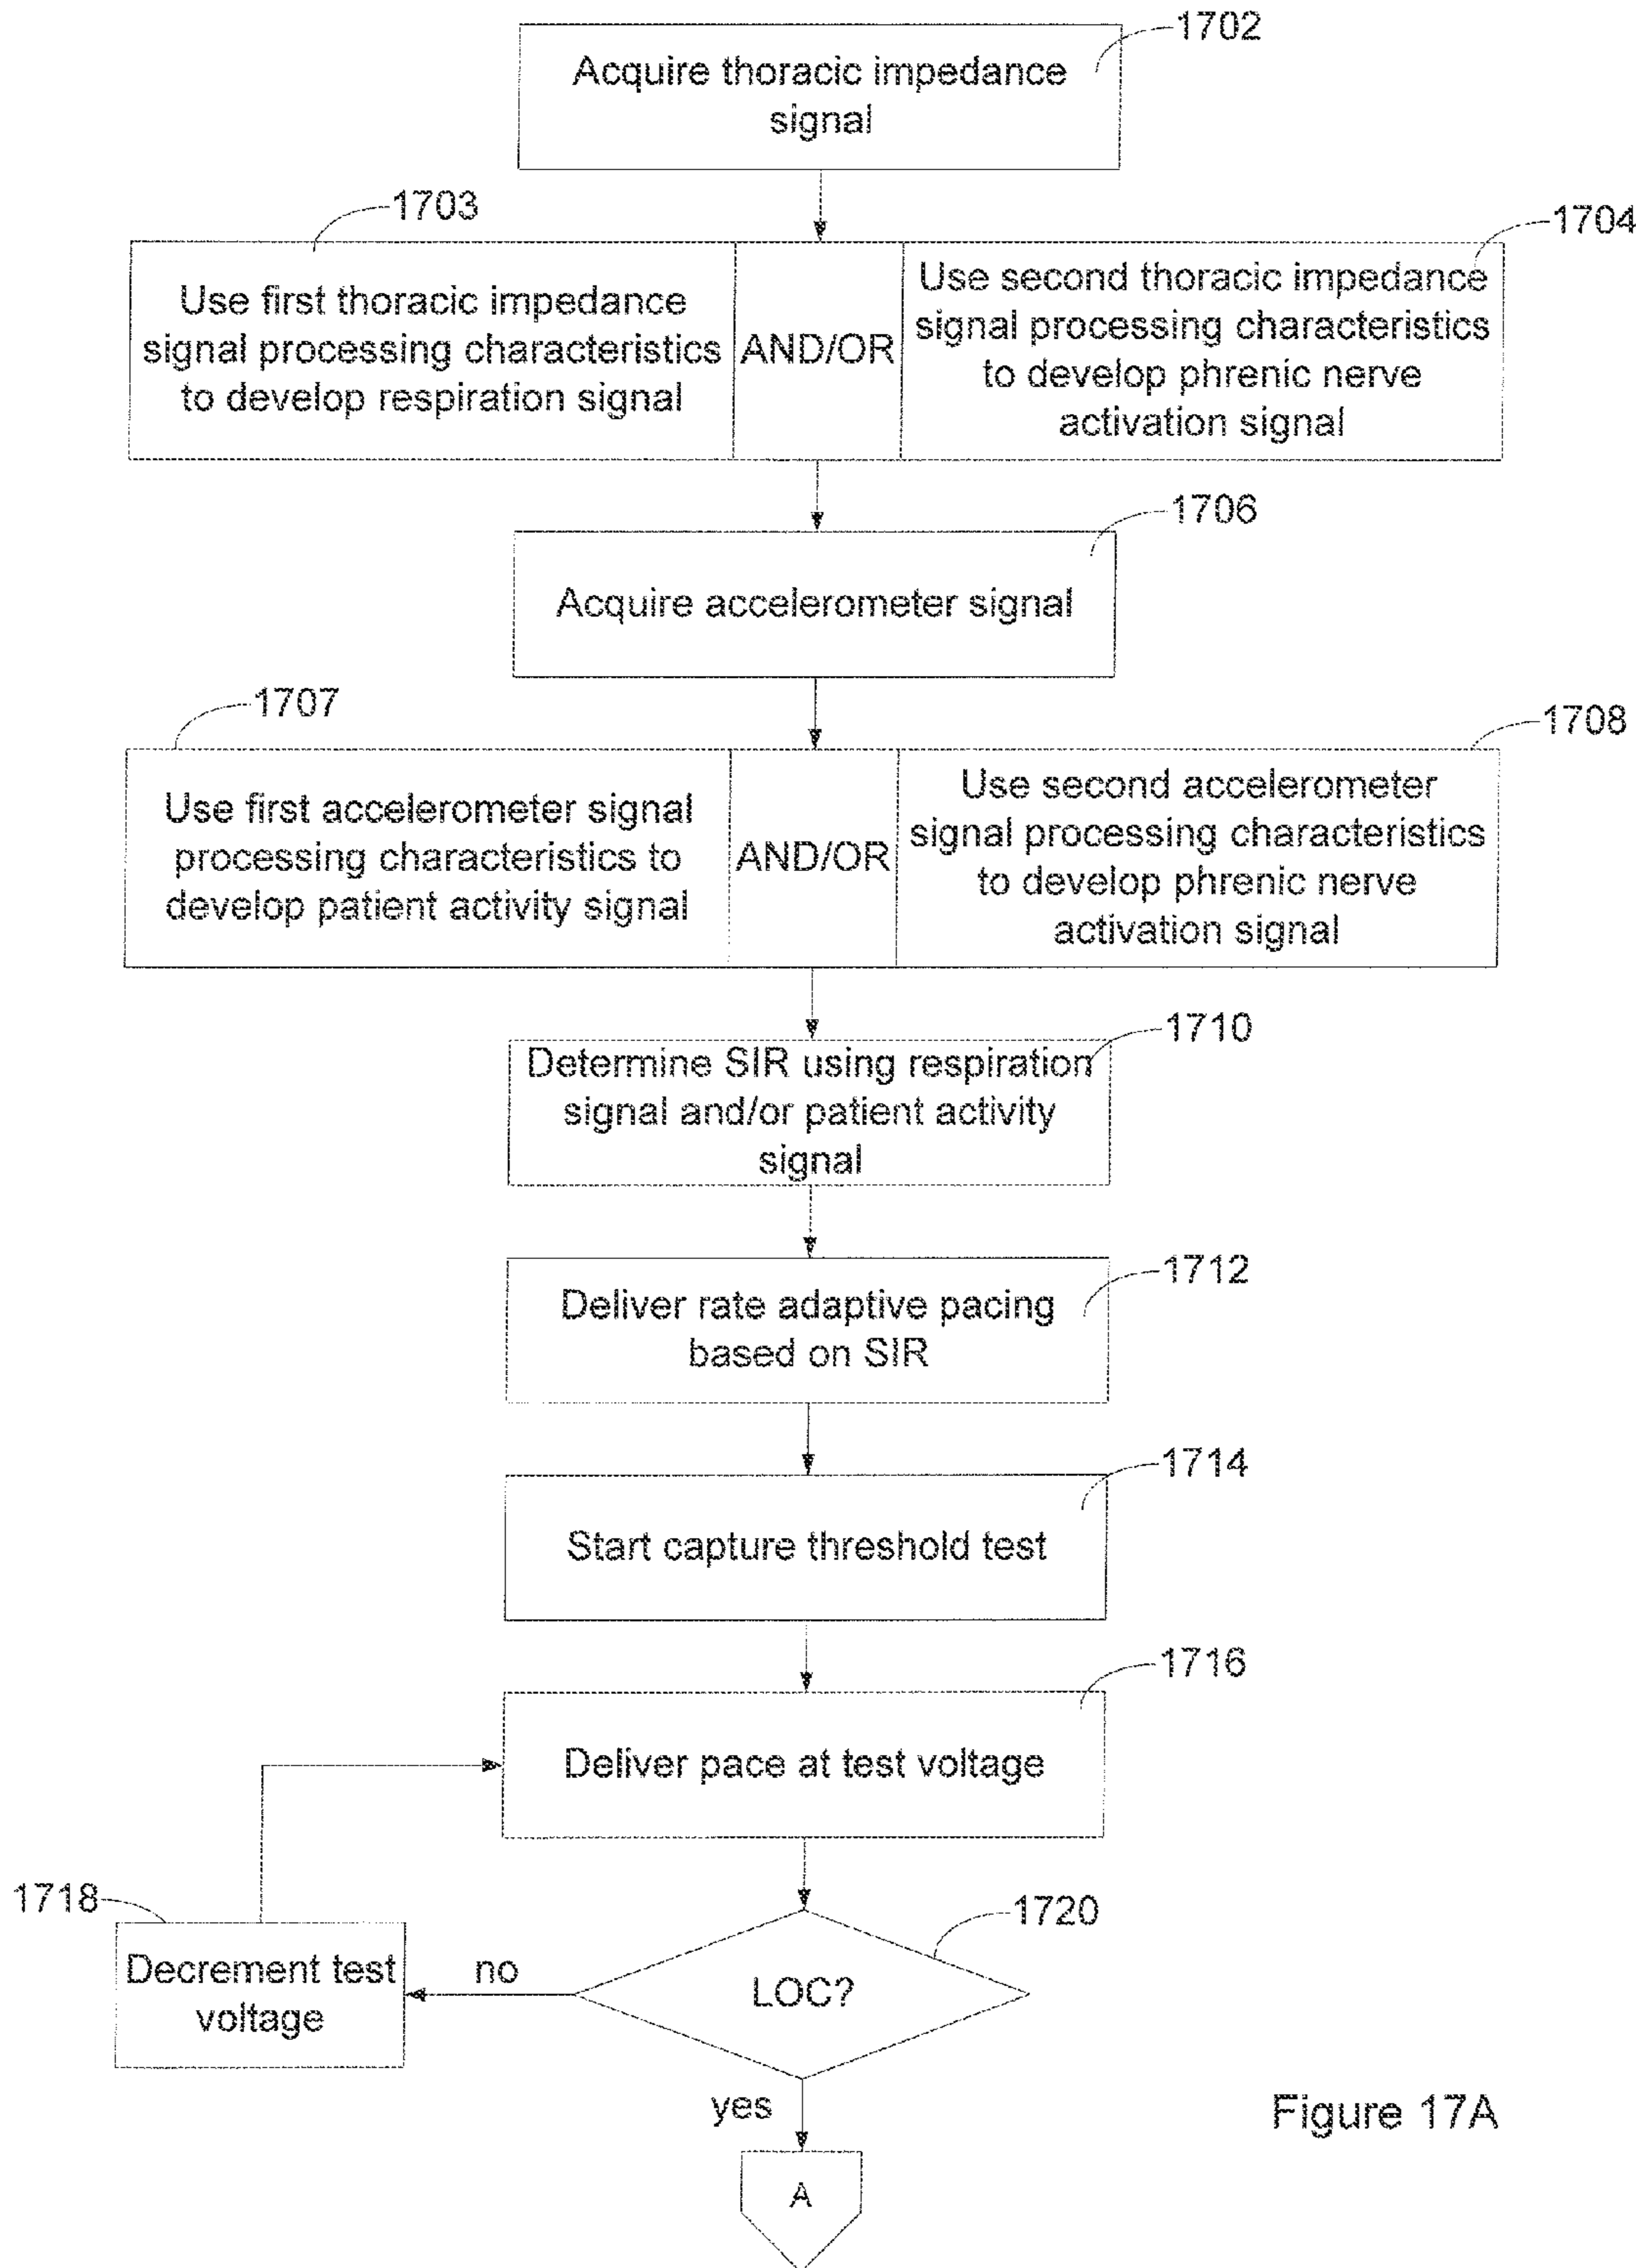 1702
Acquire thoracic impedance
signal
1703
1704
Use first thoracic impedance
signal processing characteristics
to develop respiration signal
AND/OR
Use second thoracic impedance
signal processing characteristics
to develop phrenic nerve
activation signal
1706
Acquire accelerometer signal
1707
1708
Use first accelerometer signal
processing characteristics to
develop patient activity signal
AND/OR
Use second accelerometer
signal processing characteristics
to develop phrenic nerve
activation signal
1710
Determine SIR using respiration
signal and/or patient activity
signal
1712
Deliver rate adaptive pacing
based on SIR
1714
Start capture threshold test
1716
Deliver pace at test voltage
1718
Decrement test
voltage
no
1720
LOC?
yes
A
Figure 17A